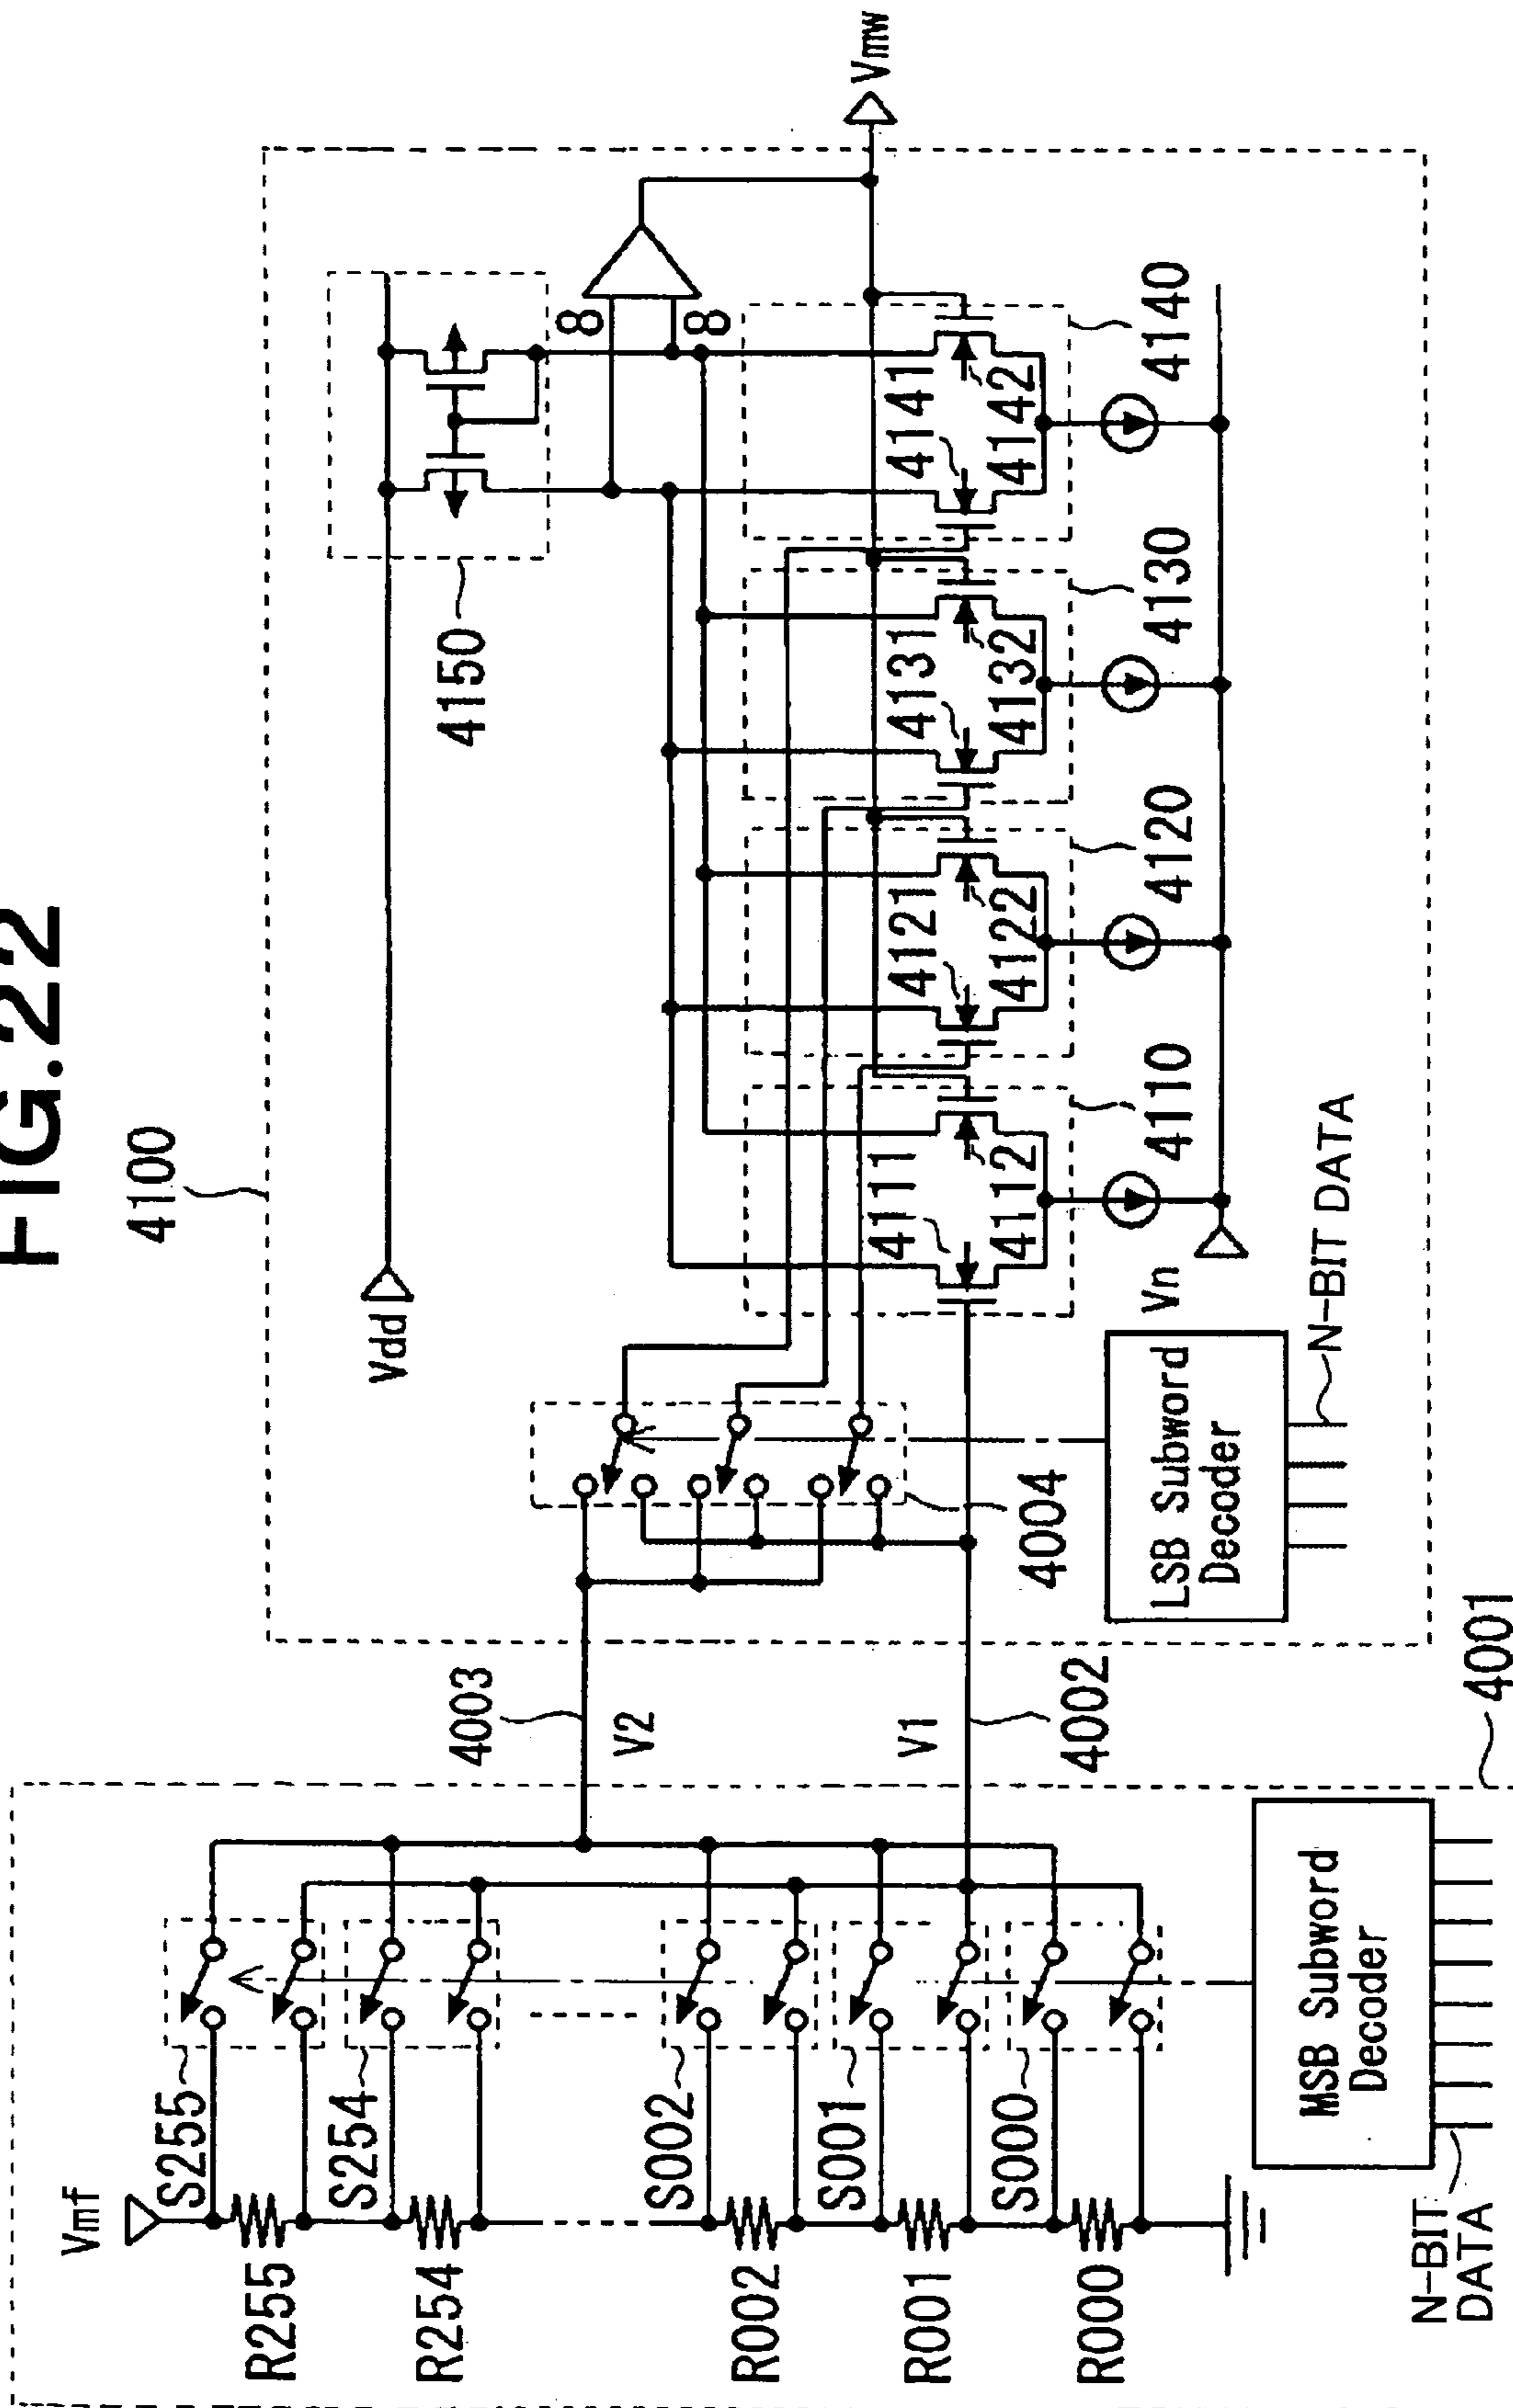 FIG.22
4100
Vdd
4150
8
8
Vmw
4111
4112
4121
4122
4131
4132
4141
4142
4110
4120
4130
4140
Vn
4004
LSB Subword
Decoder
N-BIT DATA
4003
V2
V1
4002
4001
Vmf
S255
R255
S254
R254
S002
R002
S001
R001
S000
R000
MSB Subword
Decoder
N-BIT
DATA